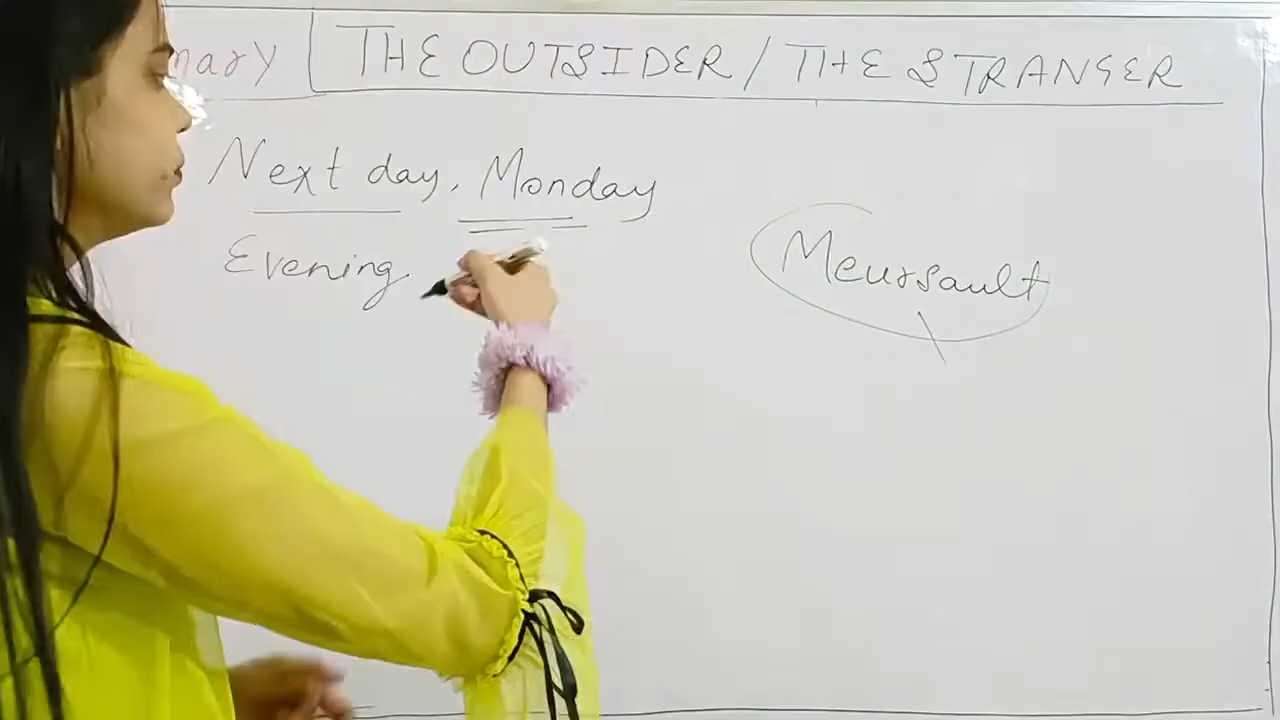 mary THE OUTSIDER / THE STRANGER
Next day, Monday
Evening
Meursault